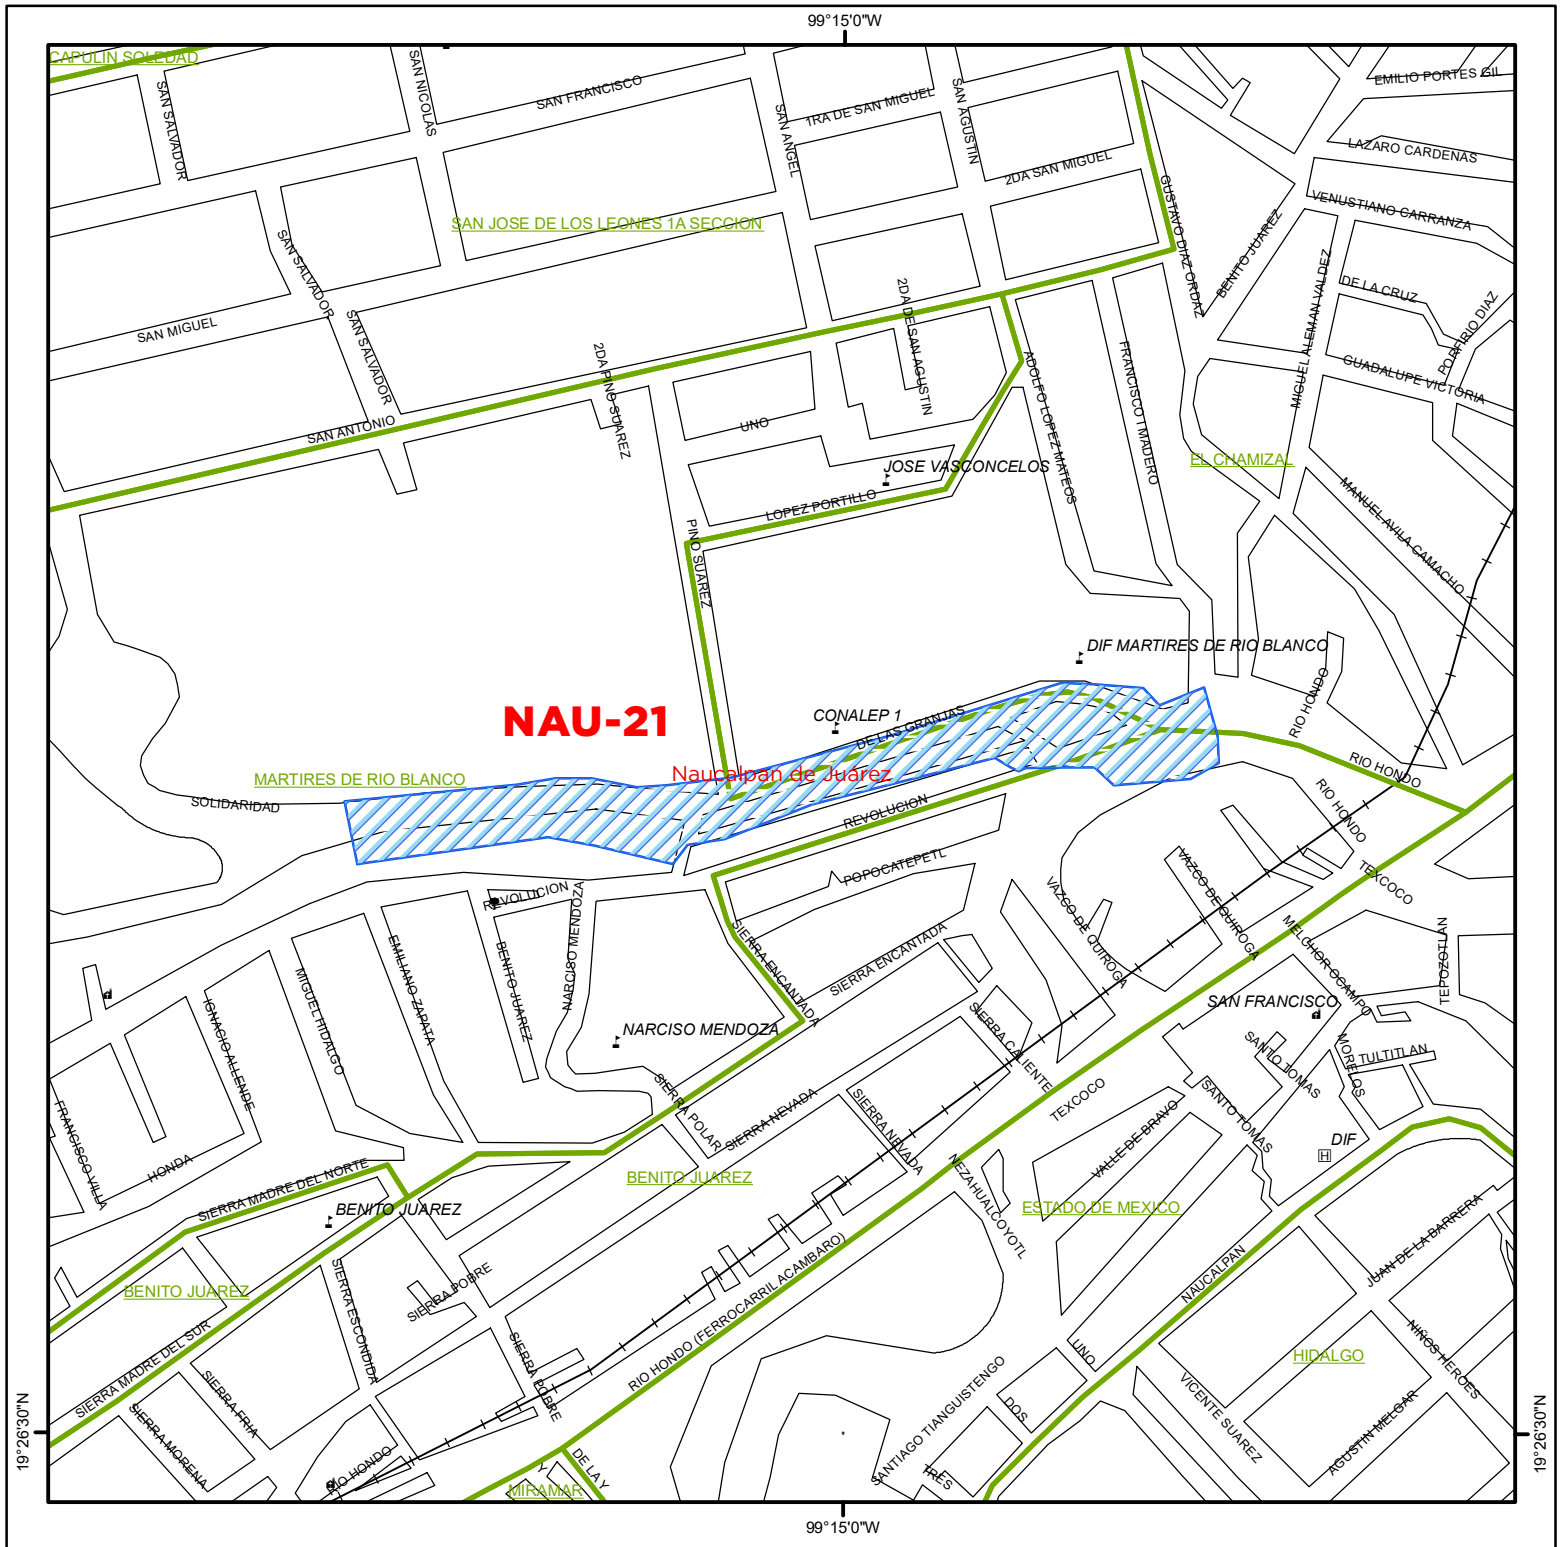 99°15'0"W
CAPULIN SOLEDAD
SAN NICOLAS
SAN FRANCISCO
SAN SALVADOR
SAN ANGEL
1RA DE SAN MIGUEL
SAN AGUSTIN
EMILIO PORTES GIL
LAZARO CARDENAS
2DA SAN MIGUEL
VENUSTIANO CARRANZA
GUSTAVO DIAZ ORDAZ
BENITO JUAREZ
SAN JOSE DE LOS LEONES 1A SECCION
SAN SALVADOR
SAN SALVADOR
SAN MIGUEL
2DA DE SAN AGUSTIN
MIGUEL ALEMAN VALDEZ
DE LA CRUZ
PORFIRIO DIAZ
GUADALUPE VICTORIA
2DA PINO SUAREZ
ADOLFO LOPEZ MATEOS
FRANCISCO I MADERO
UNO
SAN ANTONIO
EL CHAMIZAL
JOSE VASCONCELOS
LOPEZ PORTILLO
MANUEL AVILA CAMACHO
PINO SUAREZ
DIF MARTIRES DE RIO BLANCO
RIO HONDO
NAU-21
CONALEP 1
DE LAS GRANJAS
Naucalpan de Juárez
MARTIRES DE RIO BLANCO
SOLIDARIDAD
RIO HONDO
RIO HONDO
REVOLUCION
POPOCATEPETL
VAZCO DE QUIROGA
VAZCO DE QUIROGA
TEXCOCO
REVOLUCION
NARCISO MENDOZA
BENITO JUAREZ
EMILIANO ZAPATA
MIGUEL HIDALGO
IGNACIO ALLENDE
SIERRA ENCANTADA
SIERRA ENCANTADA
MELCHOR OCAMPO
TEPOZOTLAN
SAN FRANCISCO
NARCISO MENDOZA
SIERRA CALIENTE
SANTO TOMAS
MORELOS
TULTITLAN
FRANCISCO VILLA
HONDA
SIERRA POLAR
SIERRA NEVADA
SIERRA NEVADA
TEXCOCO
SANTO TOMAS
VALLE DE BRAVO
DIF
SIERRA MADRE DEL NORTE
BENITO JUAREZ
BENITO JUAREZ
NEZAHUALCOYOTL
ESTADO DE MEXICO
JUAN DE LA BARRERA
NAUCALPAN
BENITO JUAREZ
SIERRA ESCONDIDA
SIERRA POBRE
RIO HONDO (FERROCARRIL ACAMBARO)
SIERRA MADRE DEL SUR
SIERRA POBRE
UNO
HIDALGO
NIÑOS HEROES
SIERRA FRIA
SIERRA MORENA
SANTIAGO TIANGUISTENGO
DOS
TRES
VICENTE SUAREZ
AGUSTIN MELGAR
RIO HONDO
DE LA Y
Y
MIRAMAR
19°26'30"N
19°26'30"N
99°15'0"W